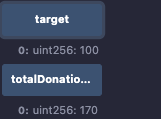 target
0: uint256: 100
totalDonatio...
0: uint256: 170